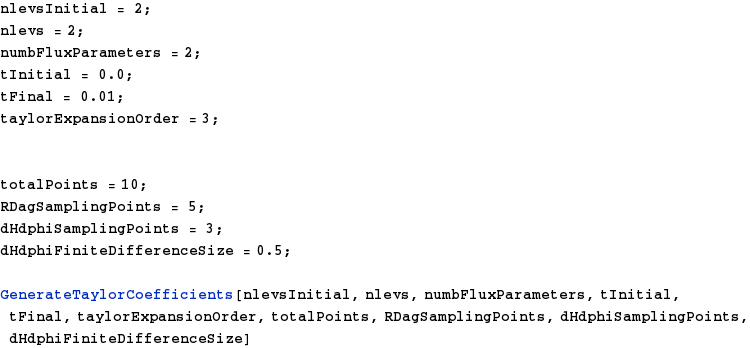 nlevsInitial = 2;
nlevs = 2;
numbFluxParameters = 2;
tInitial = 0.0;
tFinal = 0.01;
taylorExpansionOrder = 3;
totalPoints = 10;
RDagSamplingPoints = 5;
dHdphiSamplingPoints = 3;
dHdphiFiniteDifferenceSize = 0.5;
GenerateTaylorCoefficients[nlevsInitial, nlevs, numbFluxParameters, tInitial,
tFinal, taylorExpansionOrder, totalPoints, RDagSamplingPoints, dHdphiSamplingPoints,
dHdphiFiniteDifferenceSize]